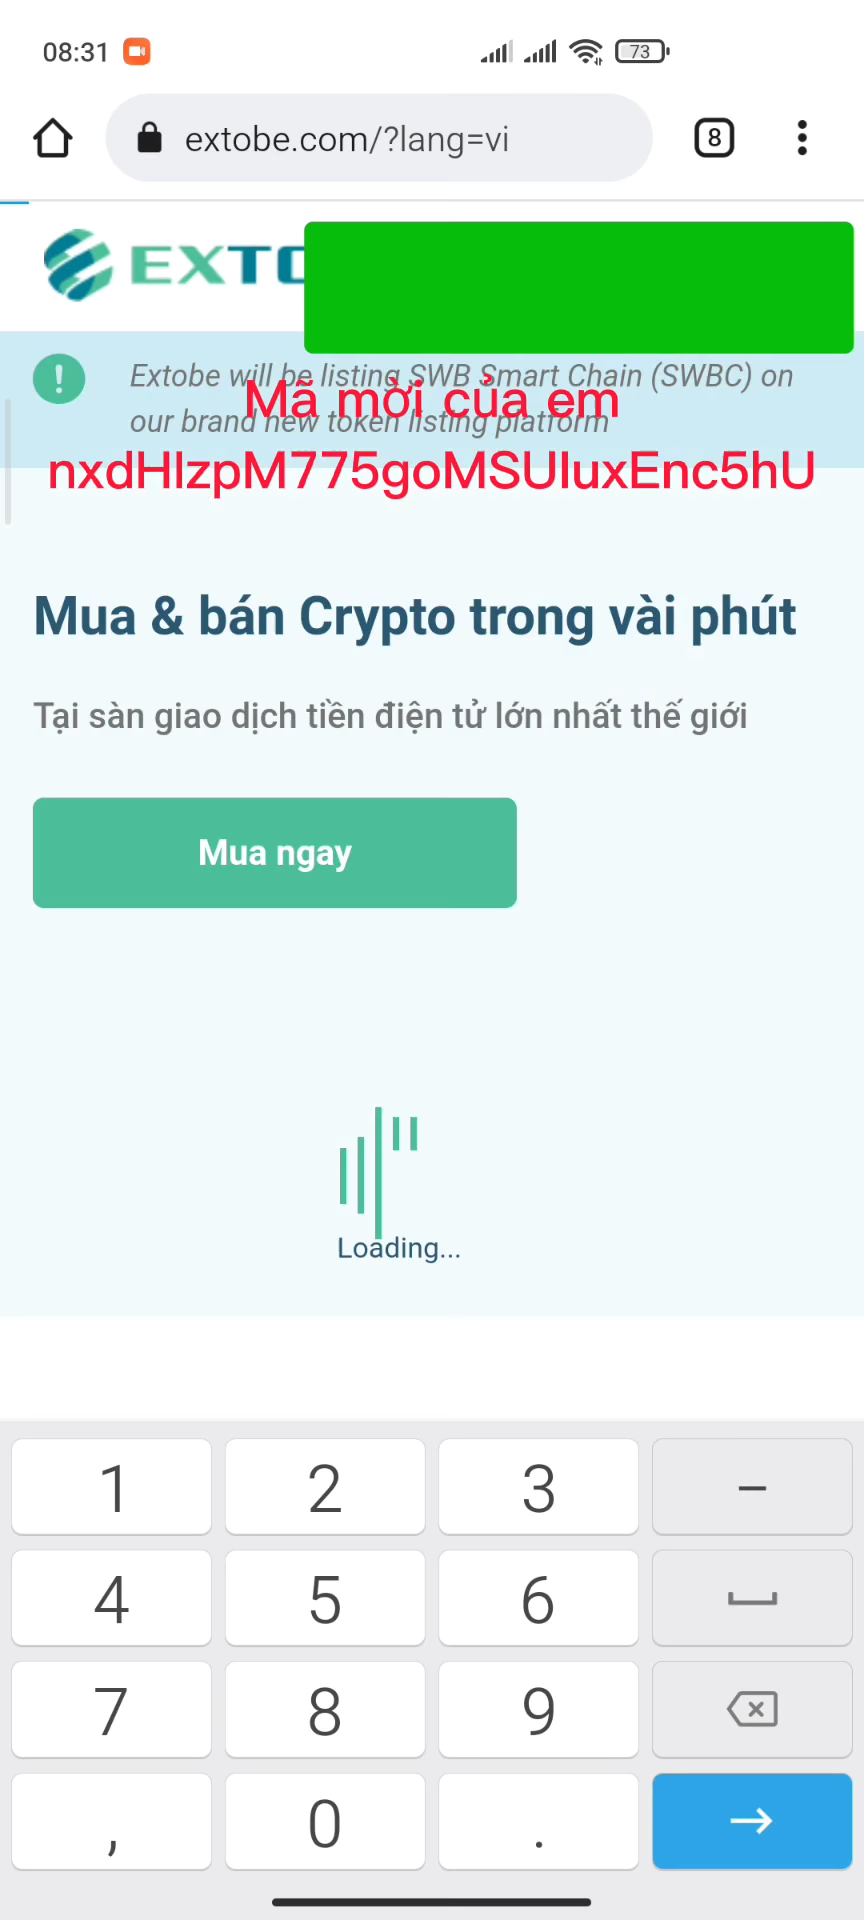 08:31
73
extobe.com/?lang=vi
8
Extobe will be listing SWB Smart Chain (SWBC) on
our brand new token listing platform
Mã mời của em
nxdHIzpM775goMSUIuxEnc5hU
Mua & bán Crypto trong vài phút
Tại sàn giao dịch tiền điện tử lớn nhất thế giới
Mua ngay
Loading...
1 2 3 –
4 5 6
7 8 9
, 0 .